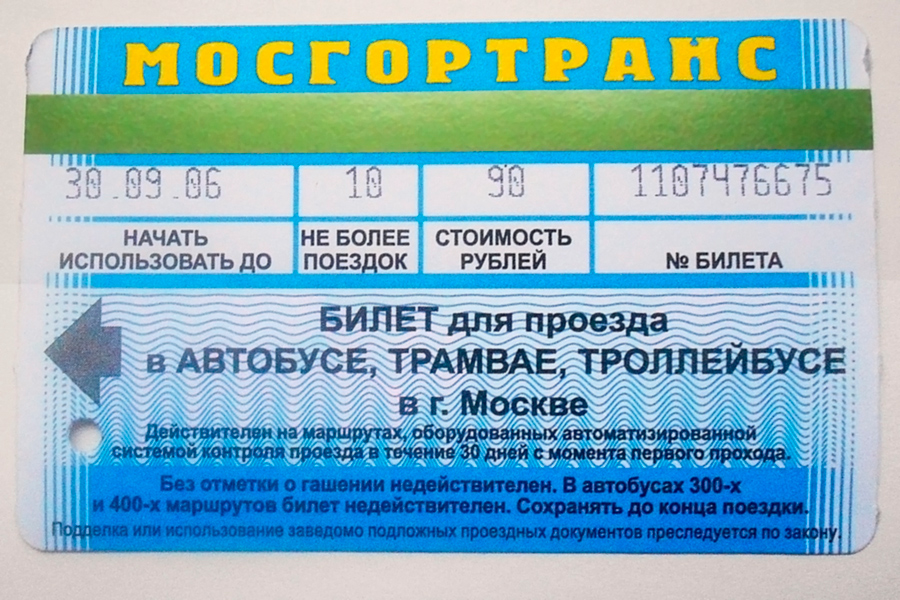 МОСГОРТРАНС
30.09.06 10 90 1107476675
НАЧАТЬ ИСПОЛЬЗОВАТЬ ДО
НЕ БОЛЕЕ ПОЕЗДОК
СТОИМОСТЬ РУБЛЕЙ
№ БИЛЕТА
БИЛЕТ для проезда
в АВТОБУСЕ, ТРАМВАЕ, ТРОЛЛЕЙБУСЕ
в г. Москве
Действителен на маршрутах, оборудованных автоматизированной
системой контроля проезда в течение 30 дней с момента первого прохода.
Без отметки о гашении недействителен. В автобусах 300-х
и 400-х маршрутов билет недействителен. Сохранять до конца поездки.
Подделка или использование заведомо подложных проездных документов преследуется по закону.